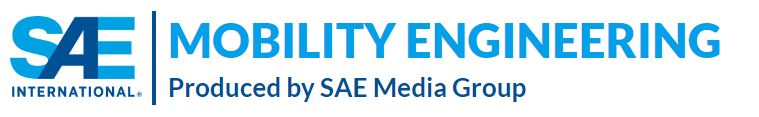 SAE
INTERNATIONAL®
MOBILITY ENGINEERING
Produced by SAE Media Group